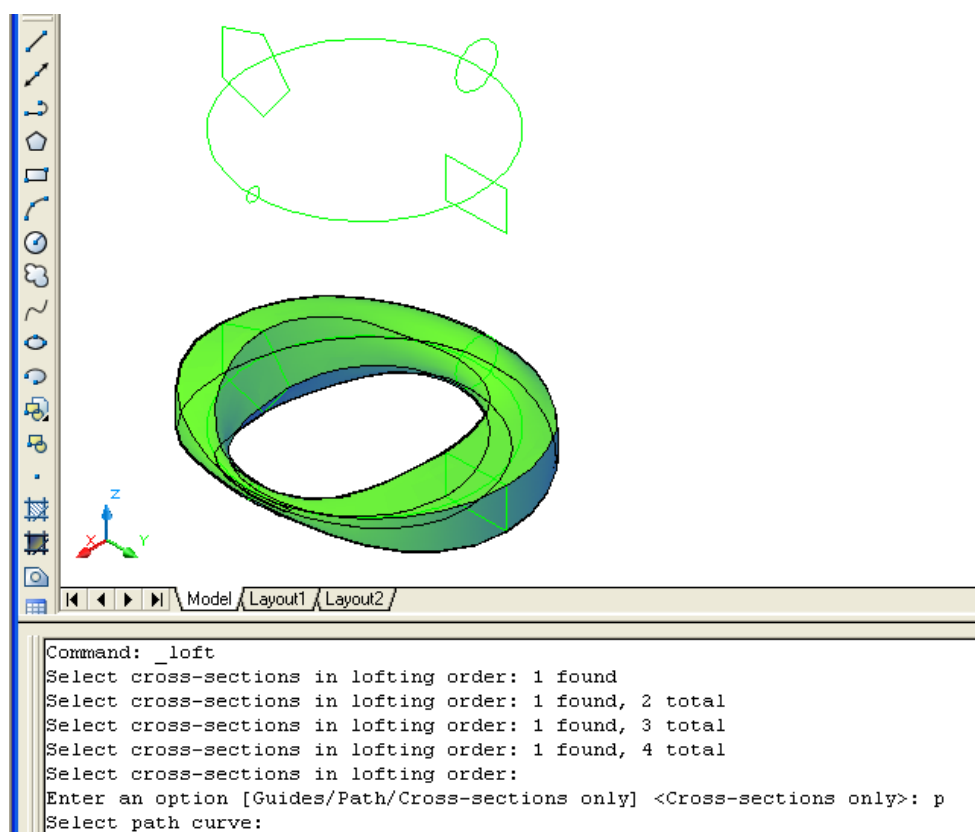 Z
X
Y
Model Layout1 Layout2
Command: _loft
Select cross-sections in lofting order: 1 found
Select cross-sections in lofting order: 1 found, 2 total
Select cross-sections in lofting order: 1 found, 3 total
Select cross-sections in lofting order: 1 found, 4 total
Select cross-sections in lofting order:
Enter an option [Guides/Path/Cross-sections only] <Cross-sections only>: p
Select path curve: